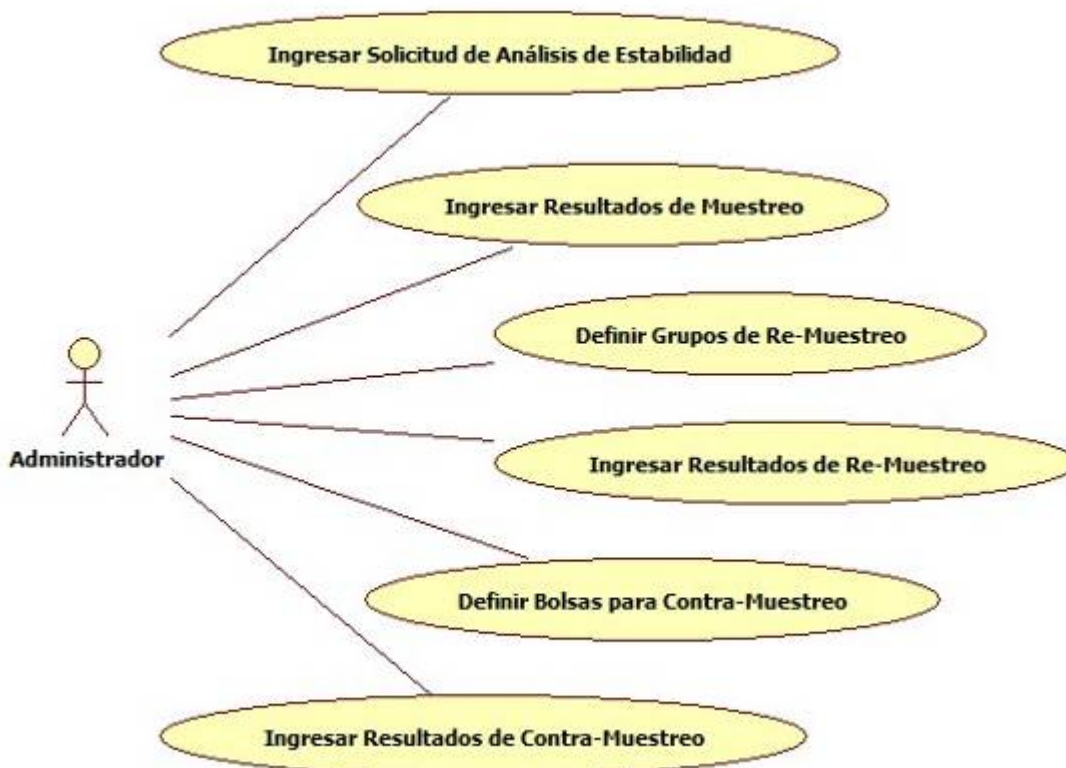 Ingresar Solicitud de Análisis de Estabilidad
Ingresar Resultados de Muestreo
Definir Grupos de Re-Muestreo
Administrador
Ingresar Resultados de Re-Muestreo
Definir Bolsas para Contra-Muestreo
Ingresar Resultados de Contra-Muestreo